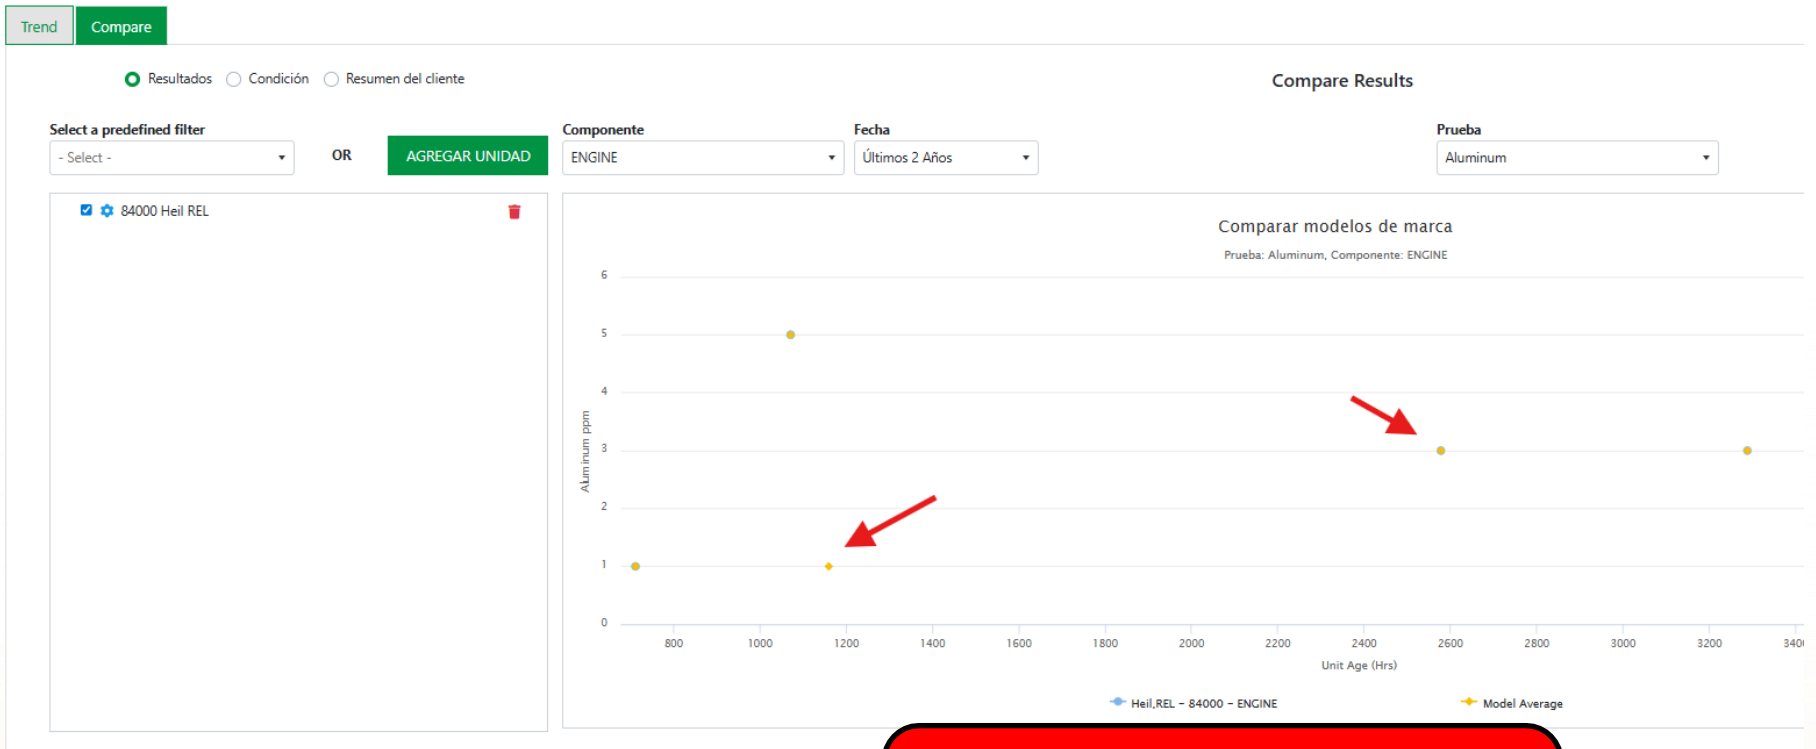 Trend Compare
Resultados Condición Resumen del cliente
Compare Results
Select a predefined filter
- Select -
OR
AGREGAR UNIDAD
Componente
ENGINE
Fecha
Últimos 2 Años
Prueba
Aluminum
84000 Heil REL
Comparar modelos de marca
Prueba: Aluminum, Componente: ENGINE
Aluminum ppm
6
5
4
3
2
1
0
800 1000 1200 1400 1600 1800 2000 2200 2400 2600 2800 3000 3200 340
Unit Age (Hrs)
Heil,REL - 84000 - ENGINE Model Average